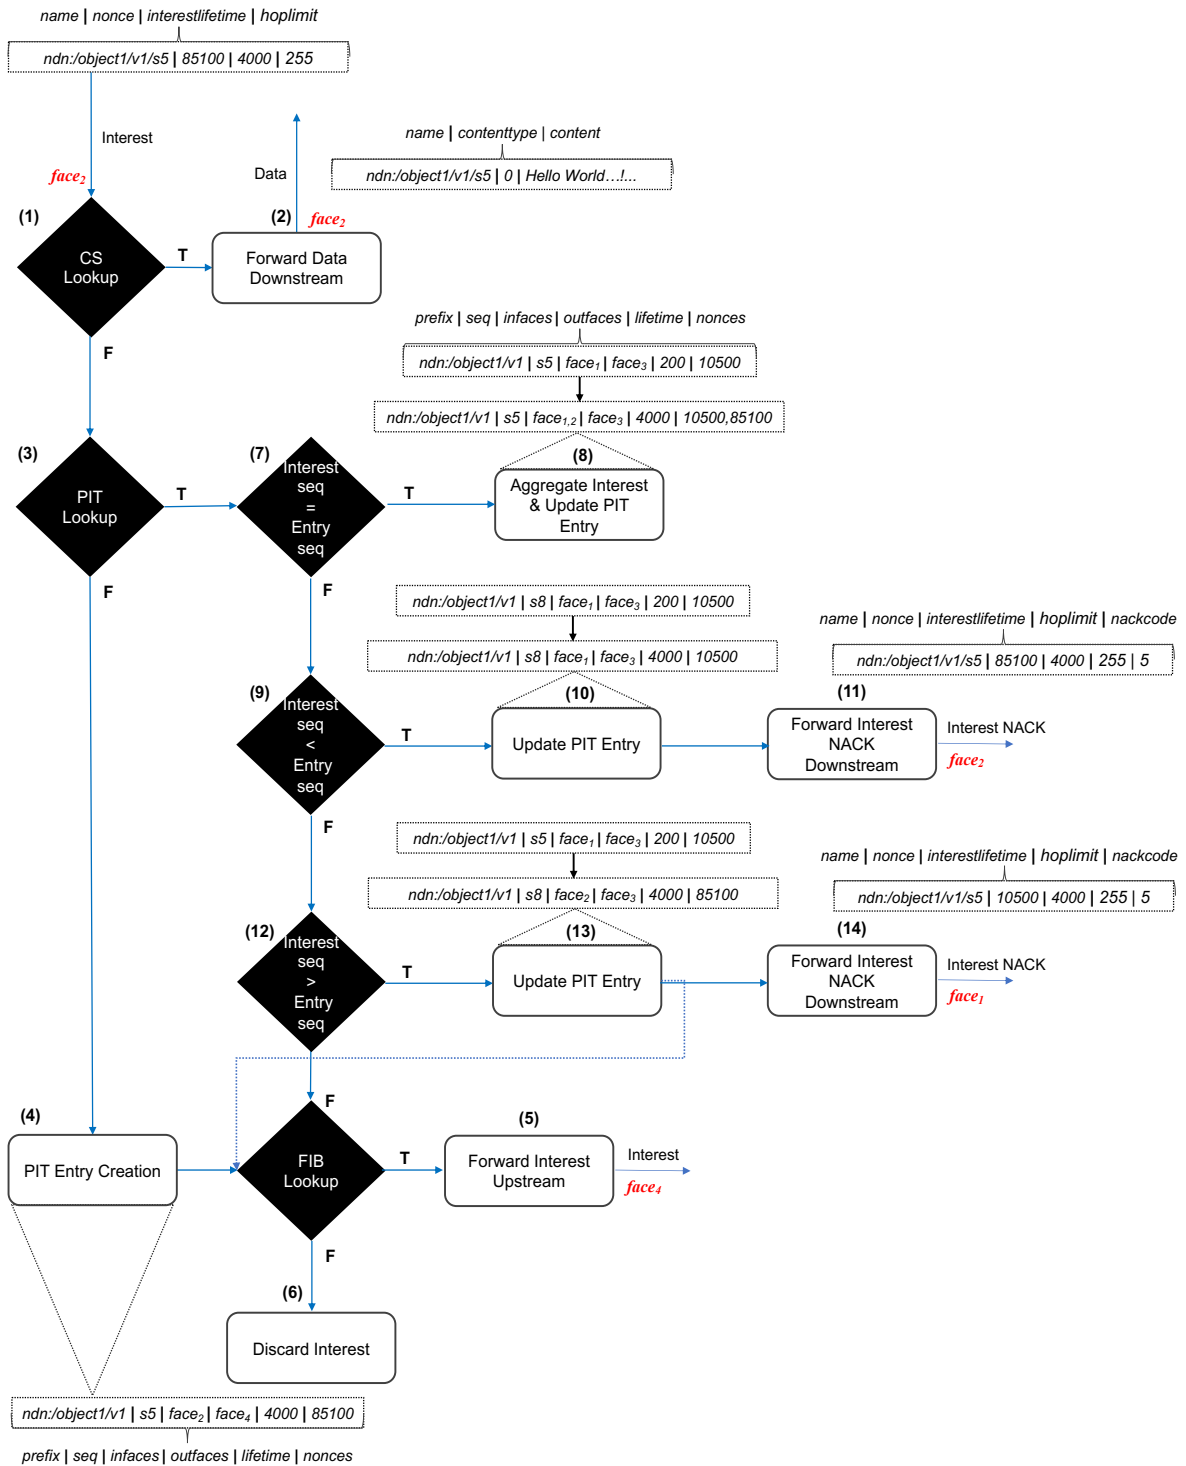 name | nonce | interestlifetime | hoplimit
ndn:/object1/v1/s5 | 85100 | 4000 | 255
Interest
face2
name | contenttype | content
ndn:/object1/v1/s5 | 0 | Hello World…!...
Data
(1)
(2)
face2
CS
Lookup
T
Forward Data
Downstream
F
prefix | seq | infaces | outfaces | lifetime | nonces
ndn:/object1/v1 | s5 | face1 | face3 | 200 | 10500
ndn:/object1/v1 | s5 | face1,2 | face3 | 4000 | 10500,85100
(3)
(7)
(8)
PIT
Lookup
T
Interest
seq
=
Entry
seq
T
Aggregate Interest
& Update PIT
Entry
F
F
ndn:/object1/v1 | s8 | face1 | face3 | 200 | 10500
ndn:/object1/v1 | s8 | face1 | face3 | 4000 | 10500
name | nonce | interestlifetime | hoplimit | nackcode
ndn:/object1/v1/s5 | 85100 | 4000 | 255 | 5
(9)
(10)
(11)
Interest
seq
<
Entry
seq
T
Update PIT Entry
Forward Interest
NACK
Downstream
Interest NACK
face2
F
ndn:/object1/v1 | s5 | face1 | face3 | 200 | 10500
ndn:/object1/v1 | s8 | face2 | face3 | 4000 | 85100
name | nonce | interestlifetime | hoplimit | nackcode
ndn:/object1/v1/s5 | 10500 | 4000 | 255 | 5
(12)
(13)
(14)
Interest
seq
>
Entry
seq
T
Update PIT Entry
Forward Interest
NACK
Downstream
Interest NACK
face1
F
(4)
(5)
PIT Entry Creation
FIB
Lookup
T
Forward Interest
Upstream
Interest
face4
F
(6)
Discard Interest
ndn:/object1/v1 | s5 | face2 | face4 | 4000 | 85100
prefix | seq | infaces | outfaces | lifetime | nonces